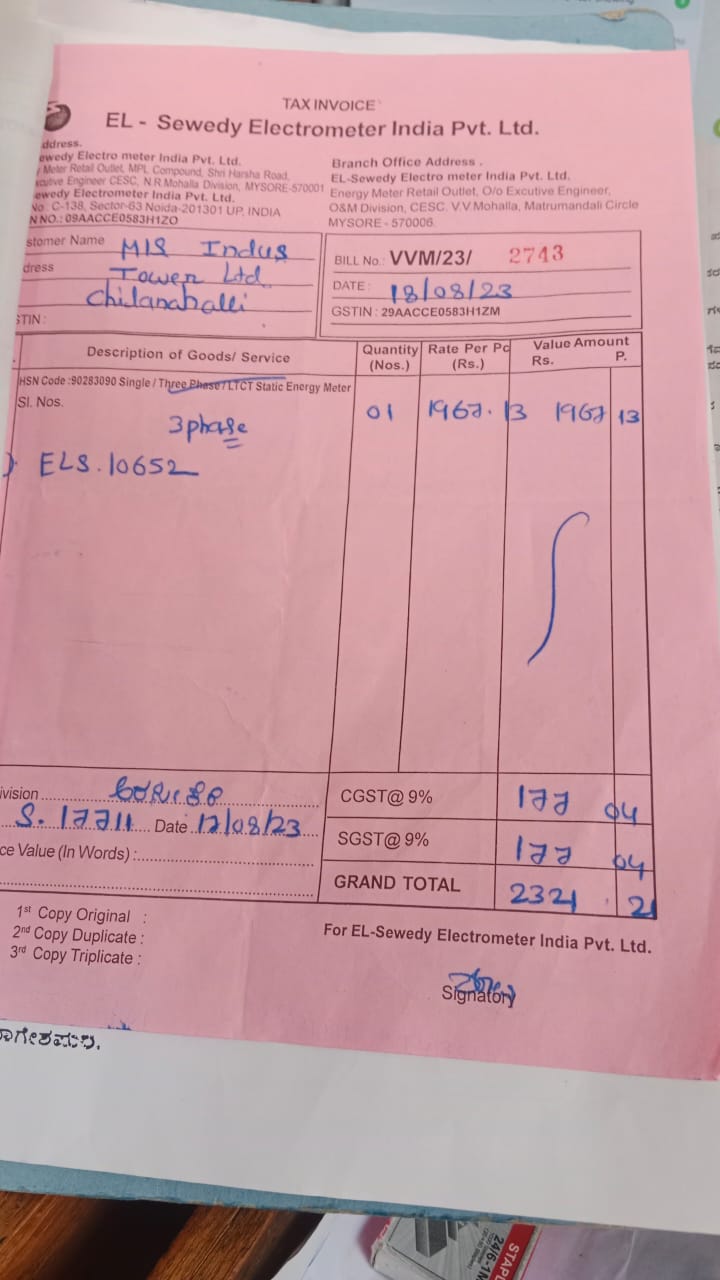 TAX INVOICE
EL - Sewedy Electrometer India Pvt. Ltd.
ddress.
ewedy Electro meter India Pvt. Ltd.
Meter Retail Outlet, MPL Compound, Shri Harsha Road,
xcutive Engineer CESC, N.R.Mohalla Division, MYSORE-570001
ewedy Electrometer India Pvt. Ltd.
No. C-138, Sector-63 Noida-201301 UP, INDIA
N NO.: 09AACCE0583H1ZO
Branch Office Address .
EL-Sewedy Electro meter India Pvt. Ltd.
Energy Meter Retail Outlet, O/o Excutive Engineer,
O&M Division, CESC. V.V.Mohalla, Matrumandali Circle
MYSORE - 570006.
stomer Name M/S Indus
dress Tower Ltd.
Chilanahalli
STIN :
BILL No.: VVM/23/ 2743
DATE : 18/08/23
GSTIN : 29AACCE0583H1ZM
Description of Goods/ Service
Quantity (Nos.)
Rate Per Pc (Rs.)
Value Amount
Rs. P.
HSN Code :90283090 Single / Three Phase / LTCT Static Energy Meter
Sl. Nos.
01 1967.13 1967 13
3 phase
ELS.10652
ivision
S. 17711 Date 17/08/23
ce Value (In Words) :
CGST@ 9% 177 04
SGST@ 9% 177 04
GRAND TOTAL 2321 . 21
1st Copy Original :
2nd Copy Duplicate :
3rd Copy Triplicate :
For EL-Sewedy Electrometer India Pvt. Ltd.
Signatory